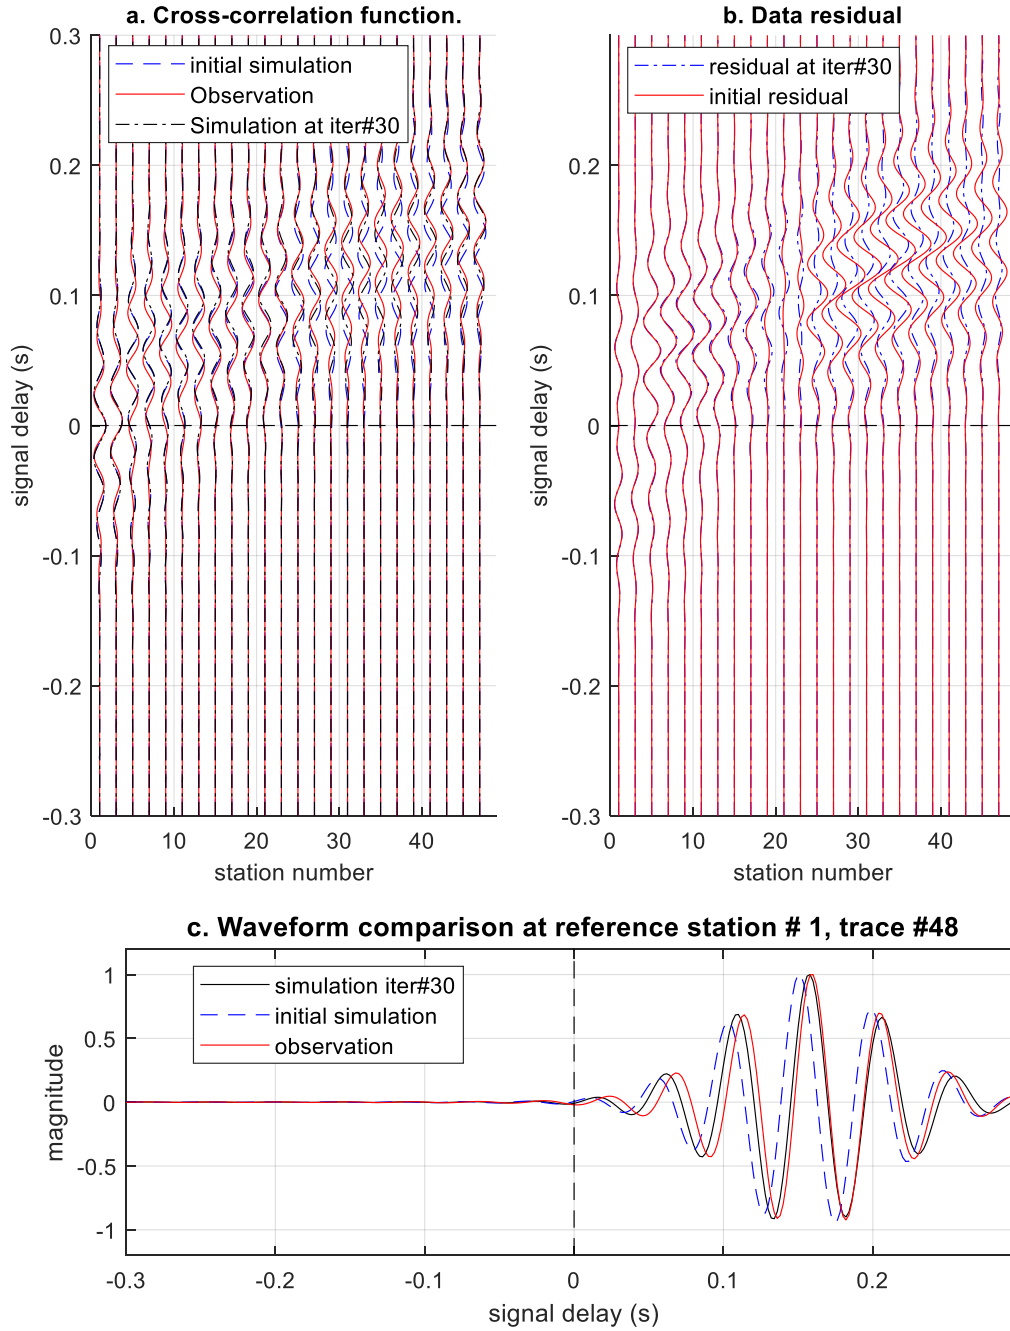 a. Cross-correlation function.
initial simulation
Observation
Simulation at iter#30
0.3
0.2
0.1
0
-0.1
-0.2
-0.3
signal delay (s)
0 10 20 30 40
station number
b. Data residual
residual at iter#30
initial residual
0.2
0.1
0
-0.1
-0.2
-0.3
signal delay (s)
0 10 20 30 40
station number
c. Waveform comparison at reference station # 1, trace #48
simulation iter#30
initial simulation
observation
1
0.5
0
-0.5
-1
magnitude
-0.3 -0.2 -0.1 0 0.1 0.2
signal delay (s)